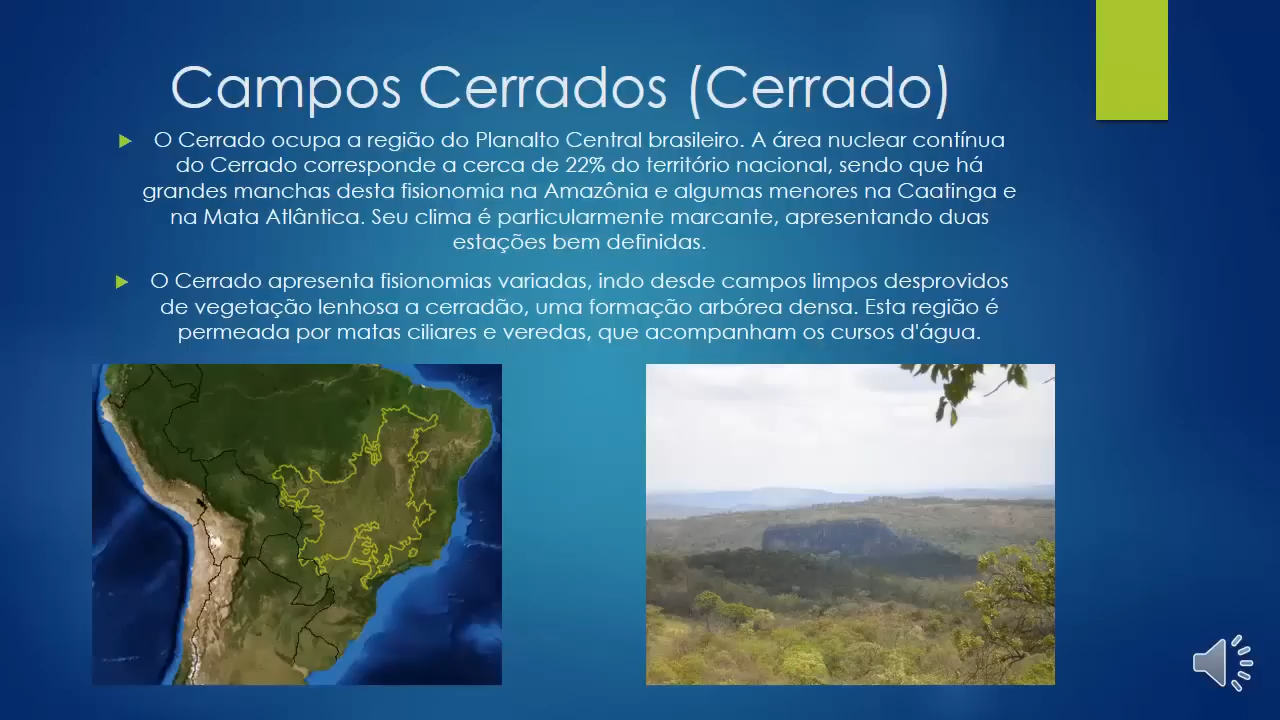 Campos Cerrados (Cerrado)
O Cerrado ocupa a região do Planalto Central brasileiro. A área nuclear contínua
do Cerrado corresponde a cerca de 22% do território nacional, sendo que há
grandes manchas desta fisionomia na Amazônia e algumas menores na Caatinga e
na Mata Atlântica. Seu clima é particularmente marcante, apresentando duas
estações bem definidas.
O Cerrado apresenta fisionomias variadas, indo desde campos limpos desprovidos
de vegetação lenhosa a cerradão, uma formação arbórea densa. Esta região é
permeada por matas ciliares e veredas, que acompanham os cursos d'água.